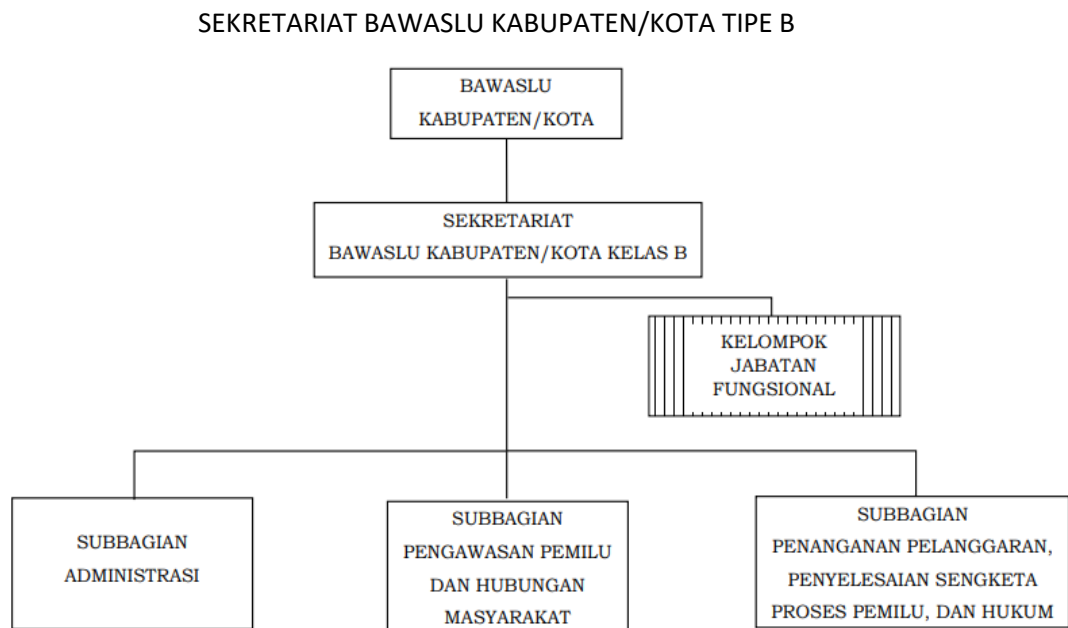 SEKRETARIAT BAWASLU KABUPATEN/KOTA TIPE B
BAWASLU
KABUPATEN/KOTA
SEKRETARIAT
BAWASLU KABUPATEN/KOTA KELAS B
KELOMPOK
JABATAN
FUNGSIONAL
SUBBAGIAN
ADMINISTRASI
SUBBAGIAN
PENGAWASAN PEMILU
DAN HUBUNGAN
MASYARAKAT
SUBBAGIAN
PENANGANAN PELANGGARAN,
PENYELESAIAN SENGKETA
PROSES PEMILU, DAN HUKUM